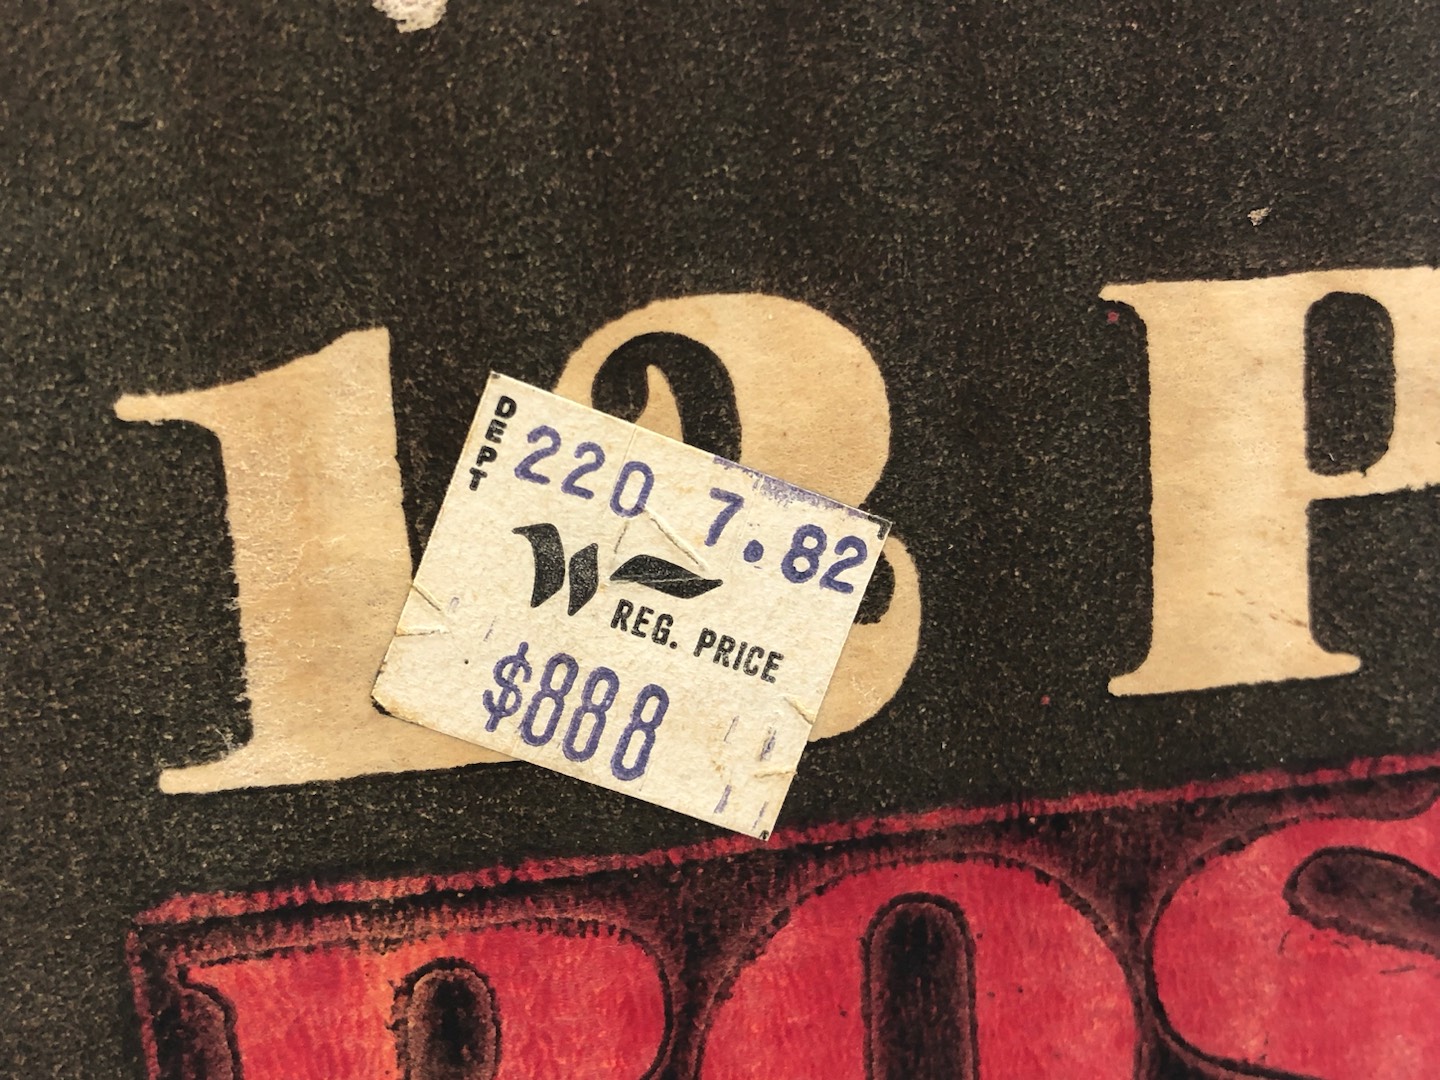 DEPT 220 7.82
W REG. PRICE
$888